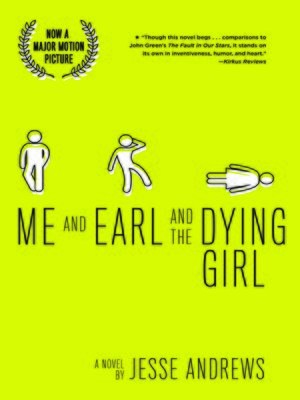 NOW A
MAJOR MOTION
PICTURE
★ "Though this novel begs . . . comparisons to
John Green's The Fault in Our Stars, it stands on
its own in inventiveness, humor, and heart."
—Kirkus Reviews
ME AND EARL AND THE DYING
GIRL
A NOVEL BY JESSE ANDREWS